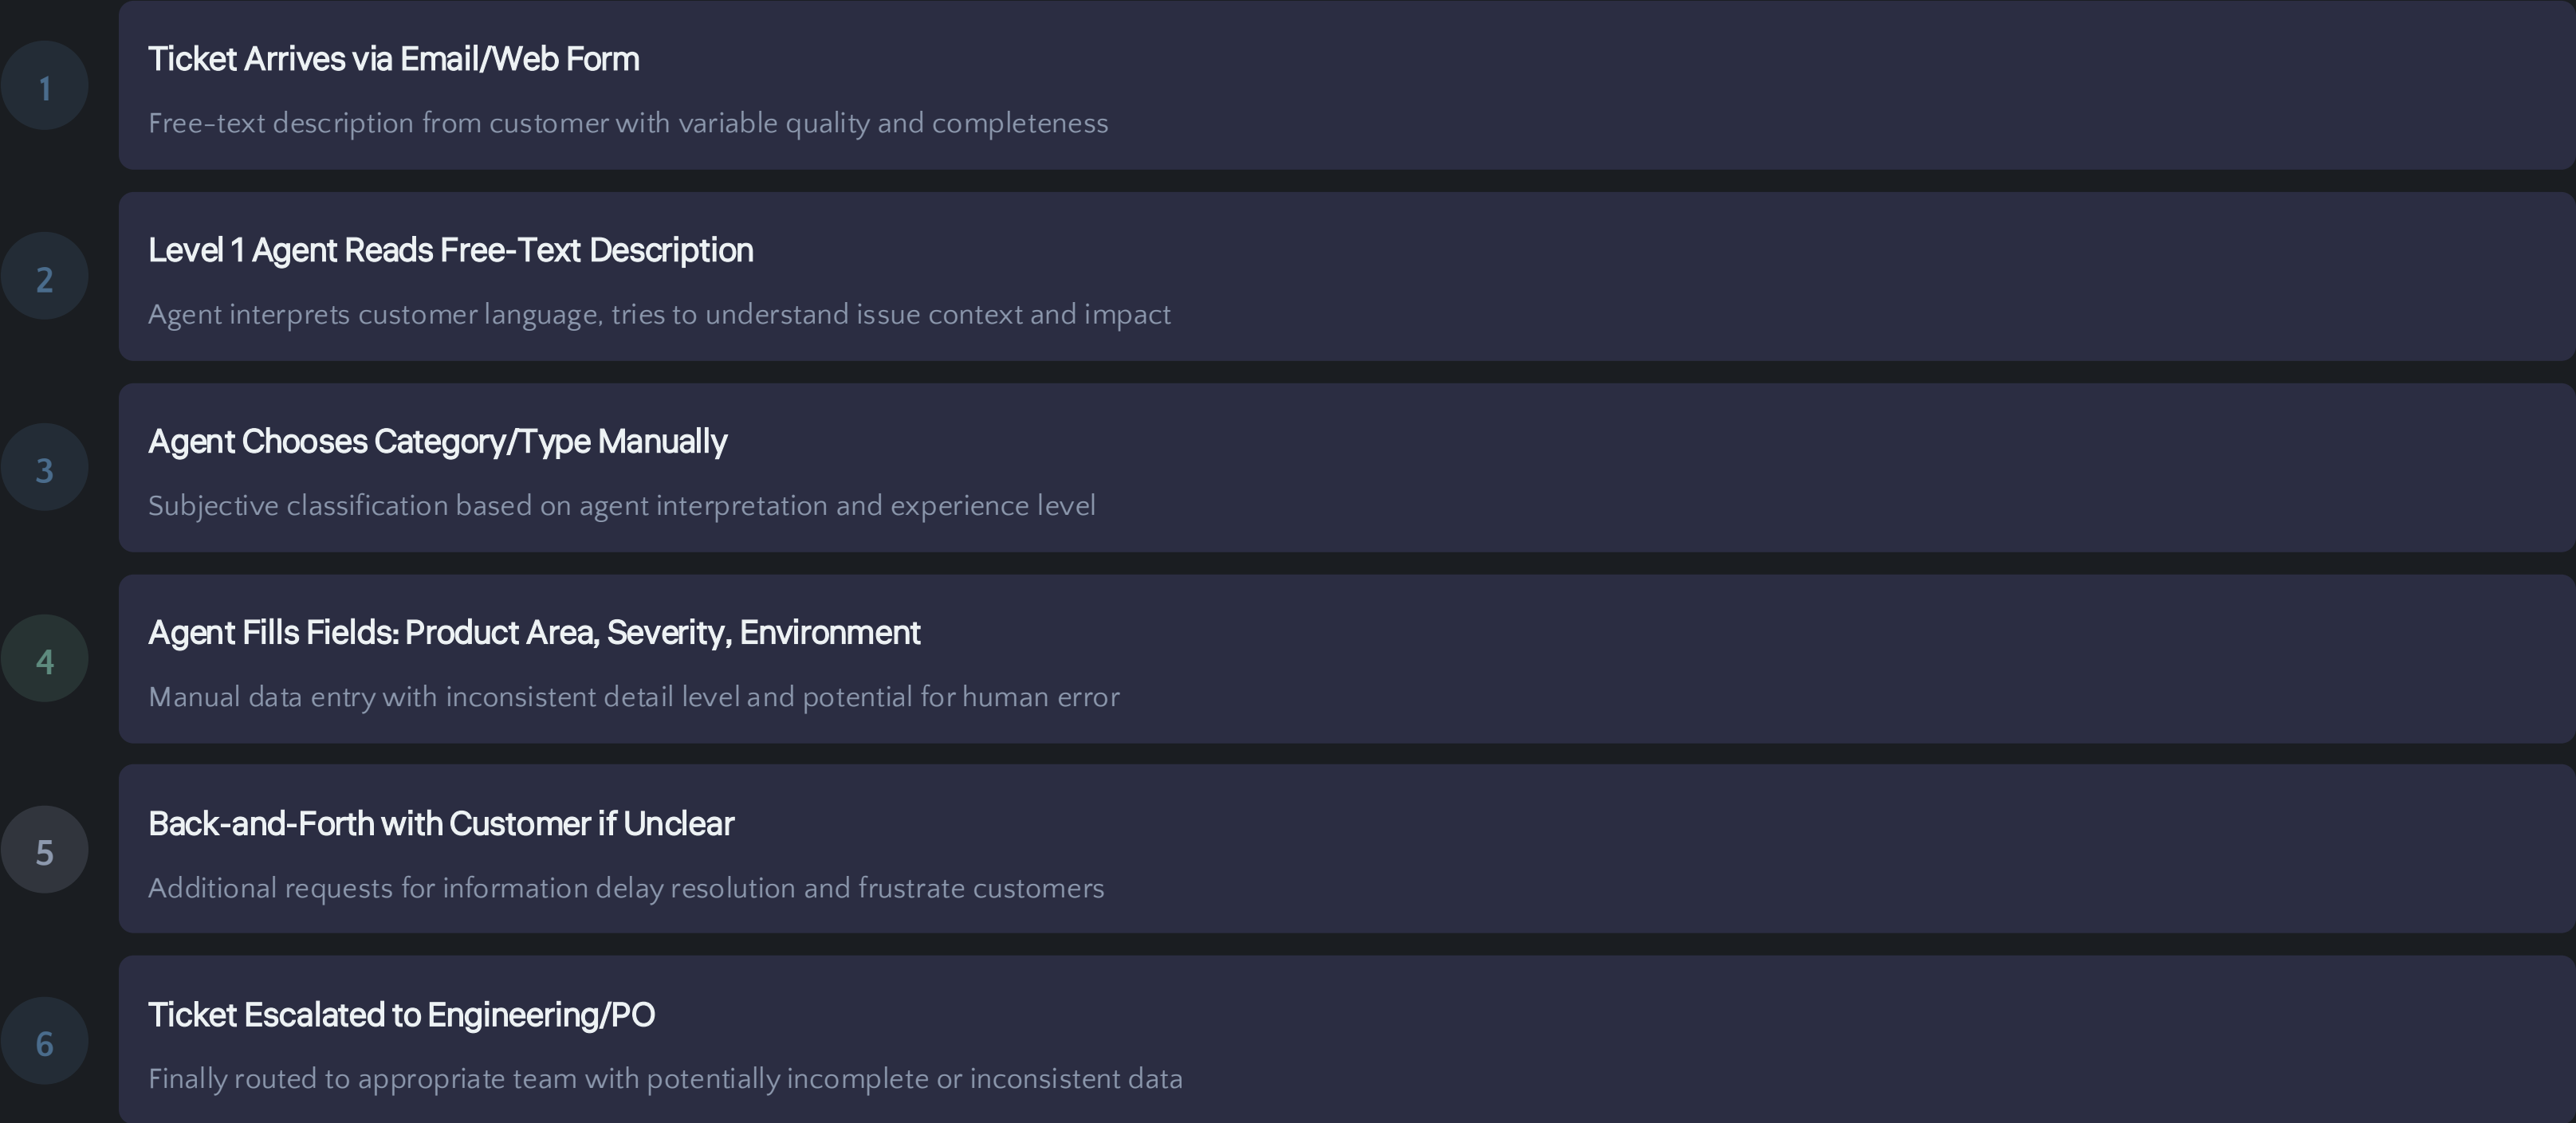 1
Ticket Arrives via Email/Web Form
Free-text description from customer with variable quality and completeness
2
Level 1 Agent Reads Free-Text Description
Agent interprets customer language, tries to understand issue context and impact
3
Agent Chooses Category/Type Manually
Subjective classification based on agent interpretation and experience level
4
Agent Fills Fields: Product Area, Severity, Environment
Manual data entry with inconsistent detail level and potential for human error
5
Back-and-Forth with Customer if Unclear
Additional requests for information delay resolution and frustrate customers
6
Ticket Escalated to Engineering/PO
Finally routed to appropriate team with potentially incomplete or inconsistent data